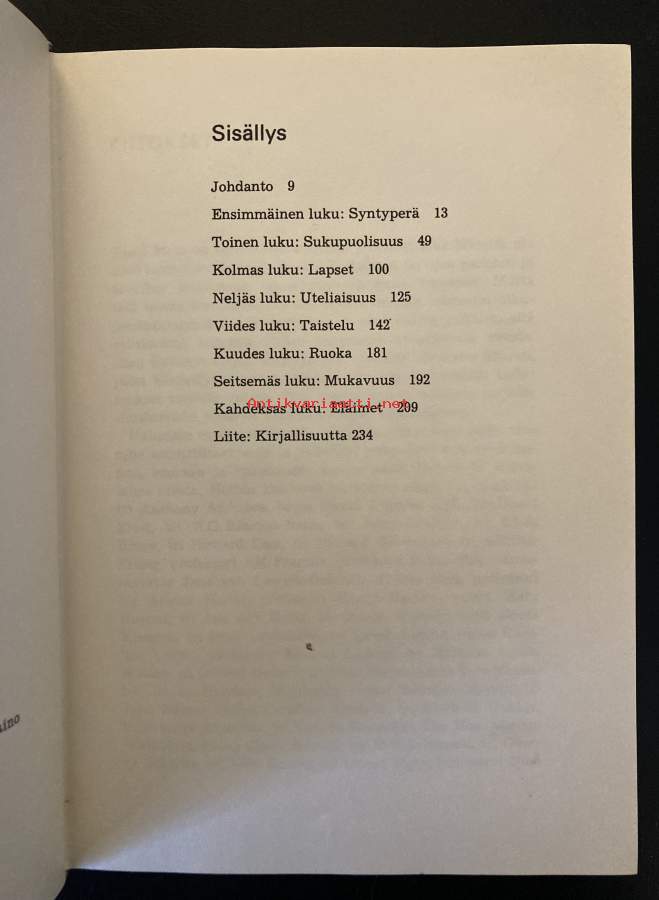 Sisällys
Johdanto 9
Ensimmäinen luku: Syntyperä 13
Toinen luku: Sukupuolisuus 49
Kolmas luku: Lapset 100
Neljäs luku: Uteliaisuus 125
Viides luku: Taistelu 142
Kuudes luku: Ruoka 181
Seitsemäs luku: Mukavuus 192
Antikvariaatti.net
Kahdeksas luku: Eläimet 209
Liite: Kirjallisuutta 234